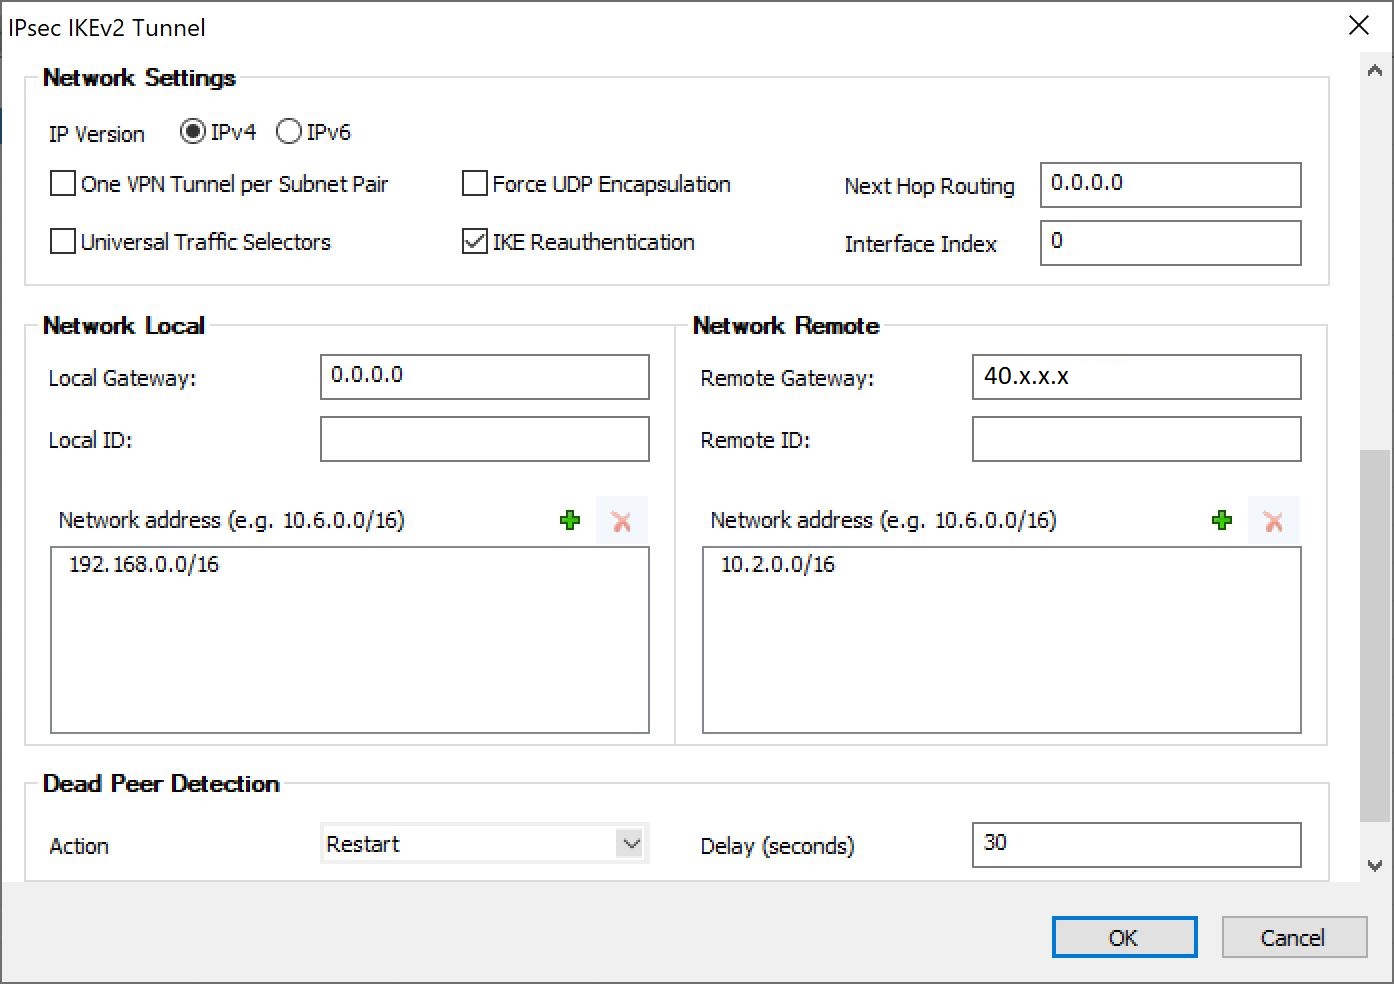 IPsec IKEv2 Tunnel
Network Settings
IP Version IPv4 IPv6
One VPN Tunnel per Subnet Pair Force UDP Encapsulation Next Hop Routing 0.0.0.0
Universal Traffic Selectors IKE Reauthentication Interface Index 0
Network Local Network Remote
Local Gateway: 0.0.0.0 Remote Gateway: 40.x.x.x
Local ID: Remote ID:
Network address (e.g. 10.6.0.0/16) Network address (e.g. 10.6.0.0/16)
192.168.0.0/16 10.2.0.0/16
Dead Peer Detection
Action Restart Delay (seconds) 30
OK Cancel